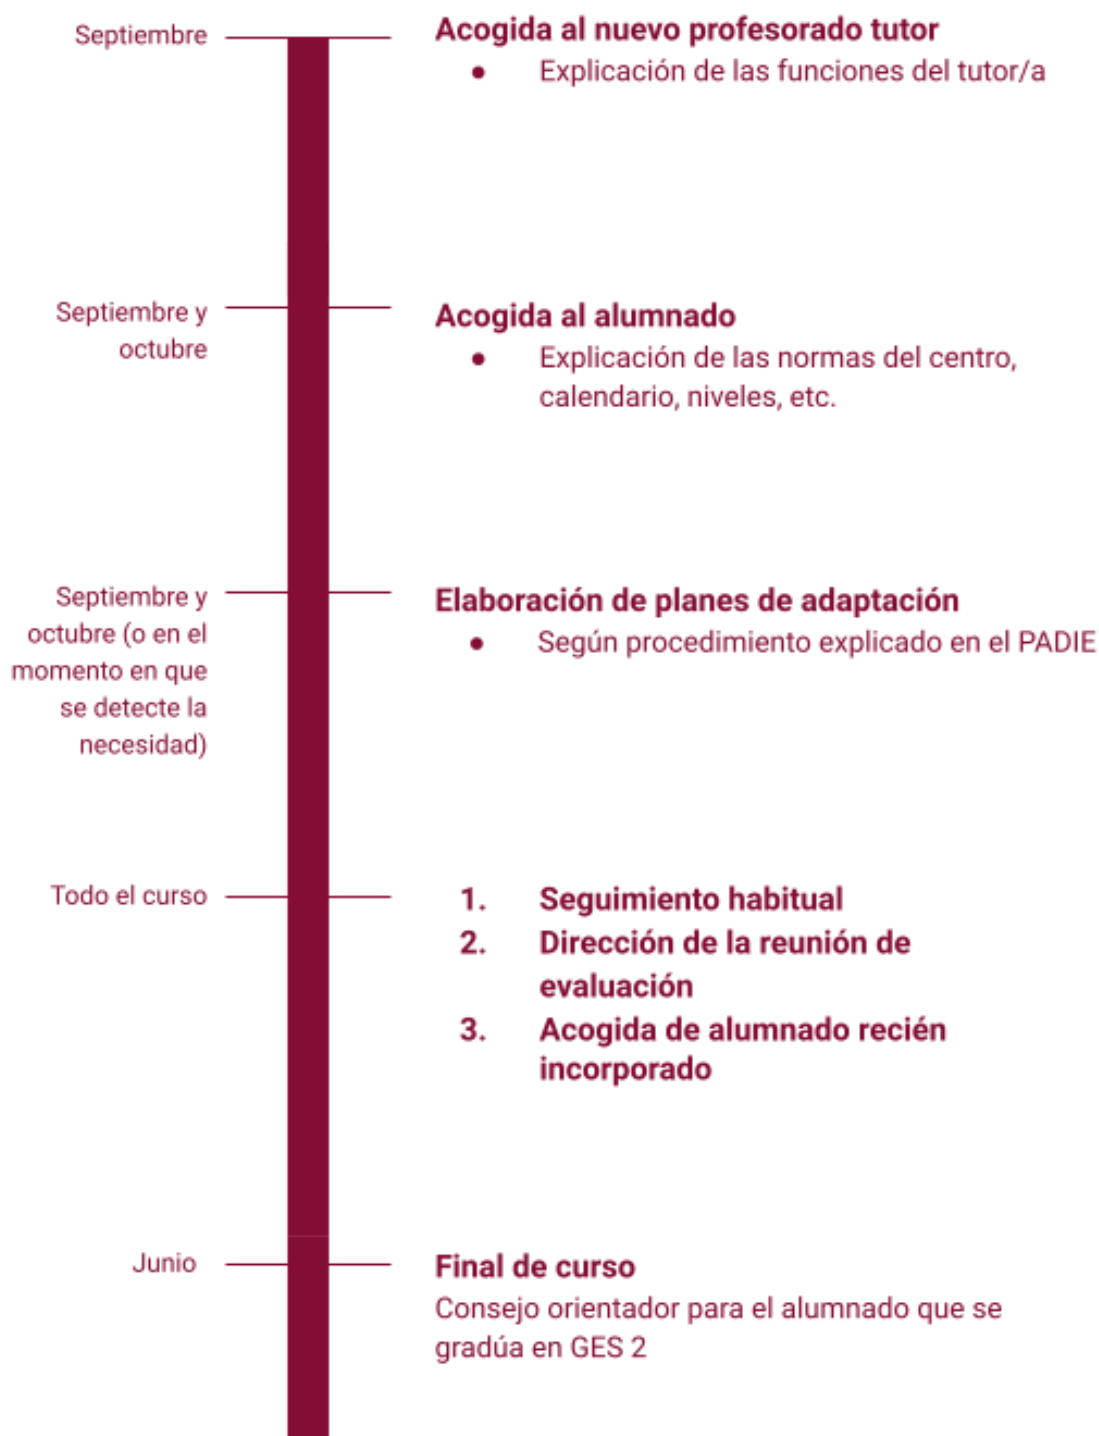 Septiembre
Acogida al nuevo profesorado tutor
● Explicación de las funciones del tutor/a
Septiembre y
octubre
Acogida al alumnado
● Explicación de las normas del centro,
calendario, niveles, etc.
Septiembre y
octubre (o en el
momento en que
se detecte la
necesidad)
Elaboración de planes de adaptación
● Según procedimiento explicado en el PADIE
Todo el curso
1. Seguimiento habitual
2. Dirección de la reunión de
evaluación
3. Acogida de alumnado recién
incorporado
Junio
Final de curso
Consejo orientador para el alumnado que se
gradúa en GES 2